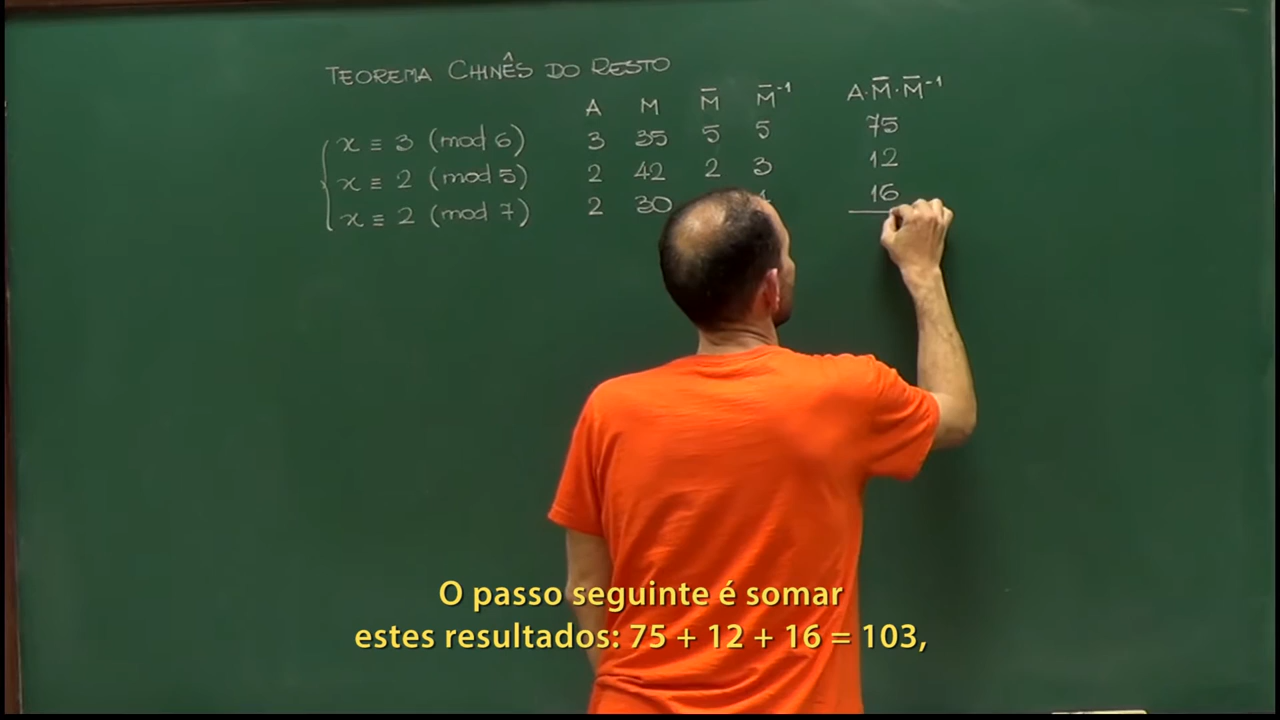 TEOREMA CHINÊS DO RESTO
A M M̄ M̄⁻¹ A·M̄·M̄⁻¹
x ≡ 3 (mod 6) 3 35 5 5 75
x ≡ 2 (mod 5) 2 42 2 3 12
x ≡ 2 (mod 7) 2 30 16
O passo seguinte é somar
estes resultados: 75 + 12 + 16 = 103,